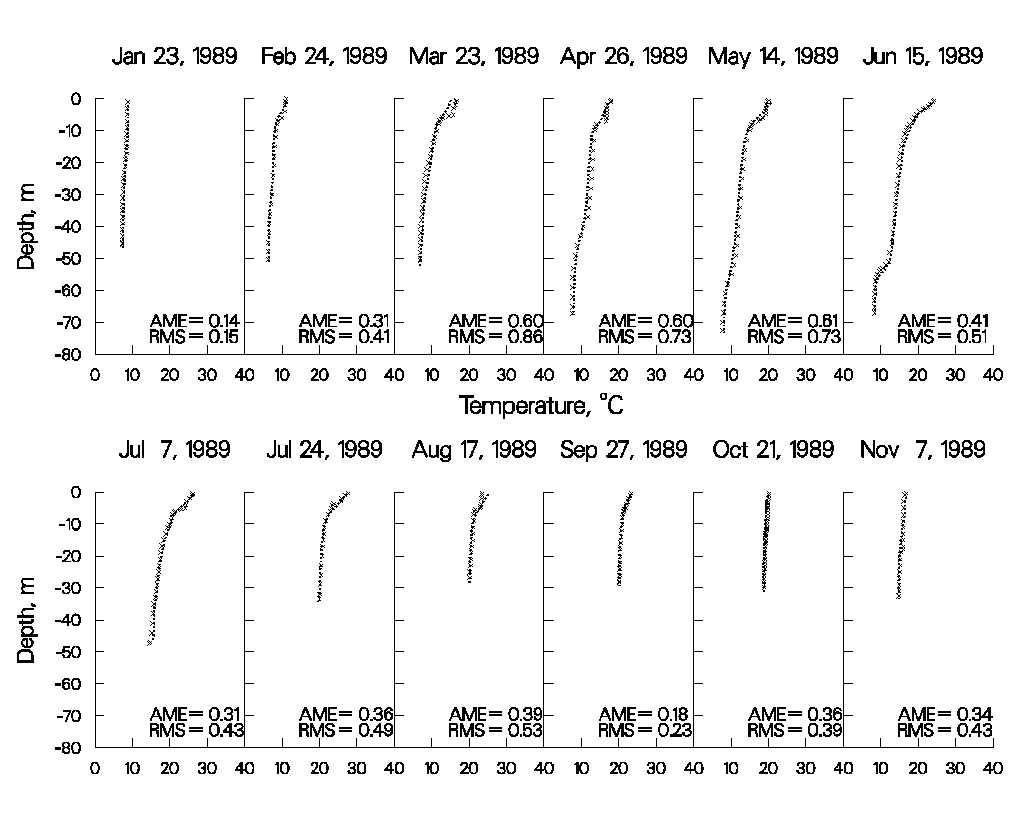 Jan 23, 1989 Feb 24, 1989 Mar 23, 1989 Apr 26, 1989 May 14, 1989 Jun 15, 1989
Depth, m
0
-10
-20
-30
-40
-50
-60
-70
-80
AME = 0.14 AME = 0.31 AME = 0.60 AME = 0.60 AME = 0.61 AME = 0.41
RMS = 0.15 RMS = 0.41 RMS = 0.86 RMS = 0.73 RMS = 0.73 RMS = 0.51
0 10 20 30 40 10 20 30 40 10 20 30 40 10 20 30 40 10 20 30 40 10 20 30 40
Temperature, °C
Jul 7, 1989 Jul 24, 1989 Aug 17, 1989 Sep 27, 1989 Oct 21, 1989 Nov 7, 1989
Depth, m
0
-10
-20
-30
-40
-50
-60
-70
-80
AME = 0.31 AME = 0.36 AME = 0.39 AME = 0.18 AME = 0.36 AME = 0.34
RMS = 0.43 RMS = 0.49 RMS = 0.53 RMS = 0.23 RMS = 0.39 RMS = 0.43
0 10 20 30 40 10 20 30 40 10 20 30 40 10 20 30 40 10 20 30 40 10 20 30 40